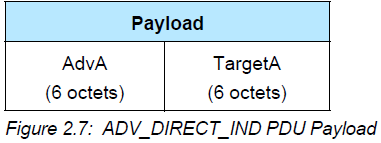 Payload
AdvA TargetA
(6 octets) (6 octets)
Figure 2.7: ADV_DIRECT_IND PDU Payload